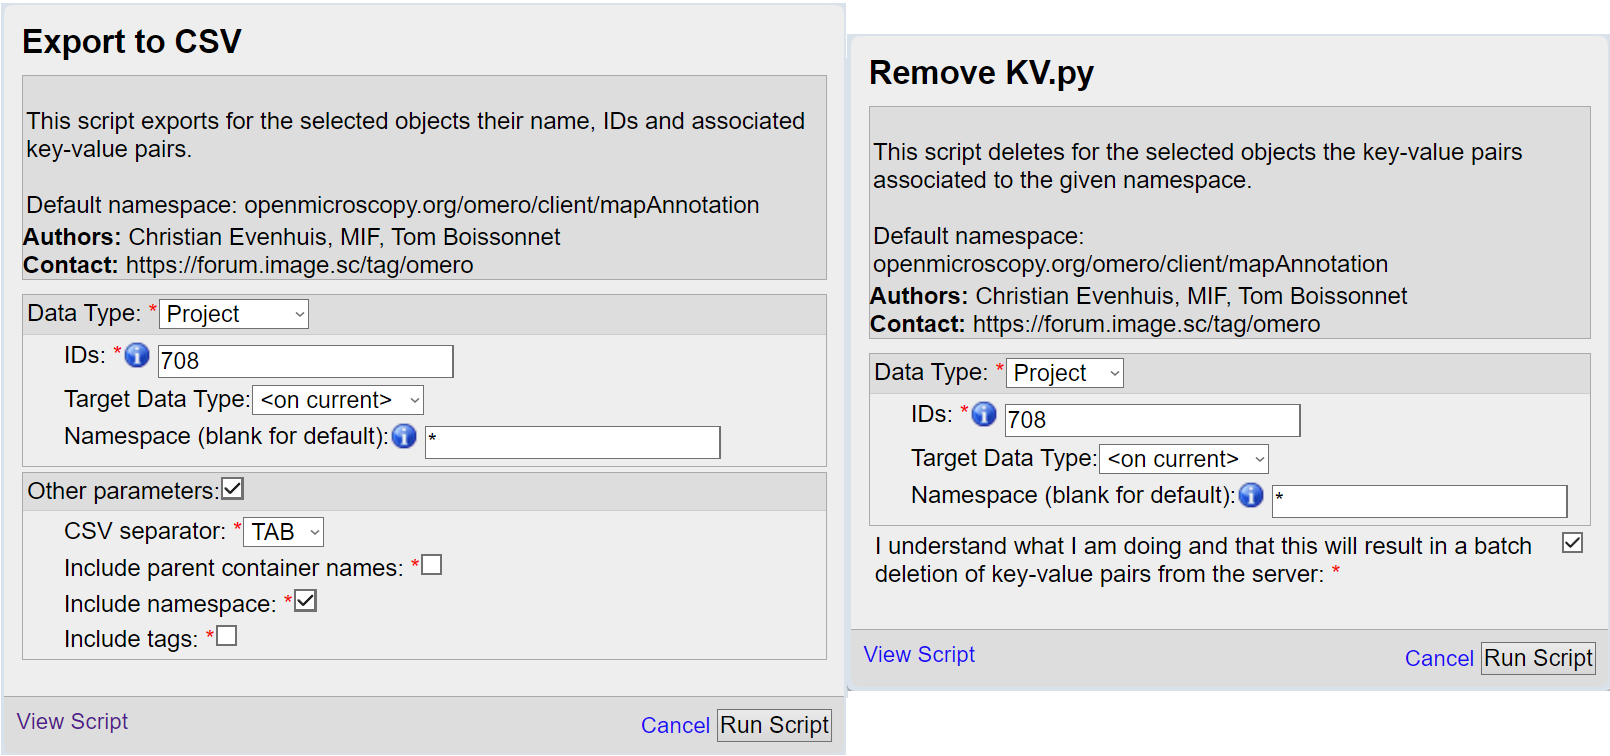 Export to CSV
This script exports for the selected objects their name, IDs and associated
key-value pairs.
Default namespace: openmicroscopy.org/omero/client/mapAnnotation
Authors: Christian Evenhuis, MIF, Tom Boissonnet
Contact: https://forum.image.sc/tag/omero
Data Type: * Project
IDs: * 708
Target Data Type: <on current>
Namespace (blank for default): *
Other parameters:
CSV separator: * TAB
Include parent container names: *
Include namespace: *
Include tags: *
View Script
Cancel Run Script
Remove KV.py
This script deletes for the selected objects the key-value pairs
associated to the given namespace.
Default namespace:
openmicroscopy.org/omero/client/mapAnnotation
Authors: Christian Evenhuis, MIF, Tom Boissonnet
Contact: https://forum.image.sc/tag/omero
Data Type: * Project
IDs: * 708
Target Data Type: <on current>
Namespace (blank for default): *
I understand what I am doing and that this will result in a batch
deletion of key-value pairs from the server: *
View Script
Cancel Run Script